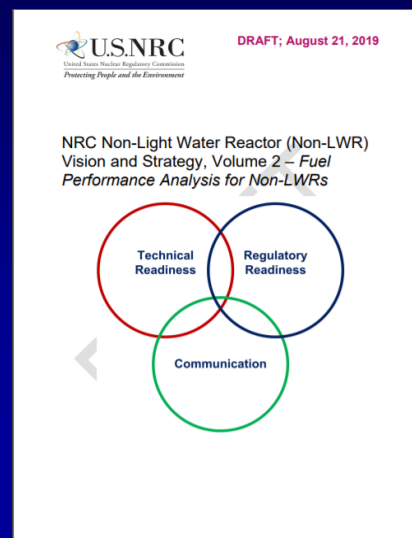 U.S.NRC
United States Nuclear Regulatory Commission
Protecting People and the Environment
DRAFT; August 21, 2019
NRC Non-Light Water Reactor (Non-LWR)
Vision and Strategy, Volume 2 – Fuel
Performance Analysis for Non-LWRs
Technical
Readiness
Regulatory
Readiness
Communication